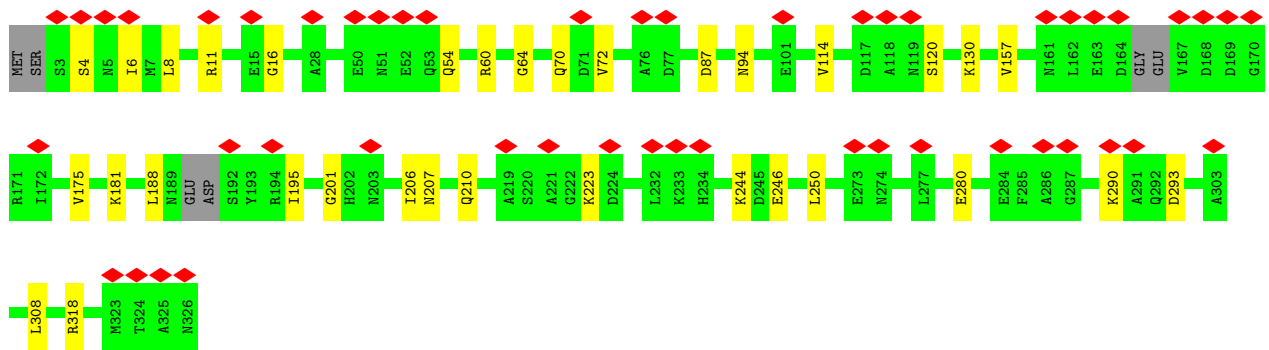 MET SER S3 S4 N5 I6 M7 L8 R11 E15 G16 A28 E50 N51 E52 Q53 Q54 R60 G64 Q70 D71 V72 A76 D77 D87 N94 E101 V114 D117 A118 N119 S120 K130 V157 N161 L162 E163 D164 GLY GLU V167 D168 D169 G170
R171 I172 V175 K181 L188 N189 GLU ASP S192 Y193 R194 I195 G201 H202 N203 I206 N207 Q210 A219 S220 A221 G222 K223 D224 L232 K233 H234 K244 D245 E246 L250 E273 N274 L277 E280 E284 F285 A286 G287 K290 A291 Q292 D293 A303
L308 R318 M323 T324 A325 N326